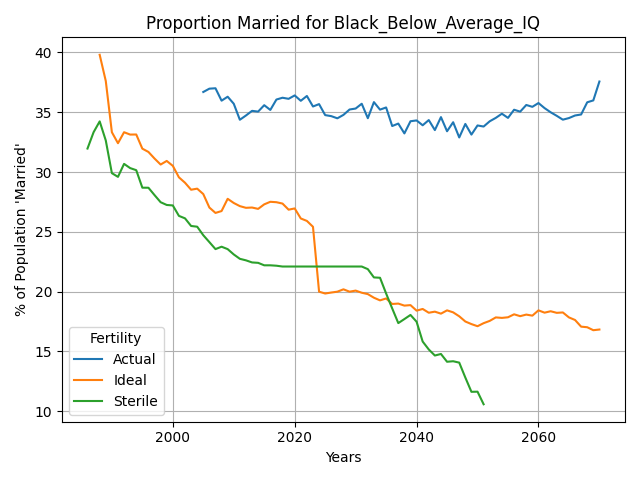 Proportion Married for Black_Below_Average_IQ
% of Population 'Married'
40
35
30
25
20
15
10
Fertility
Actual
Ideal
Sterile
2000 2020 2040 2060
Years